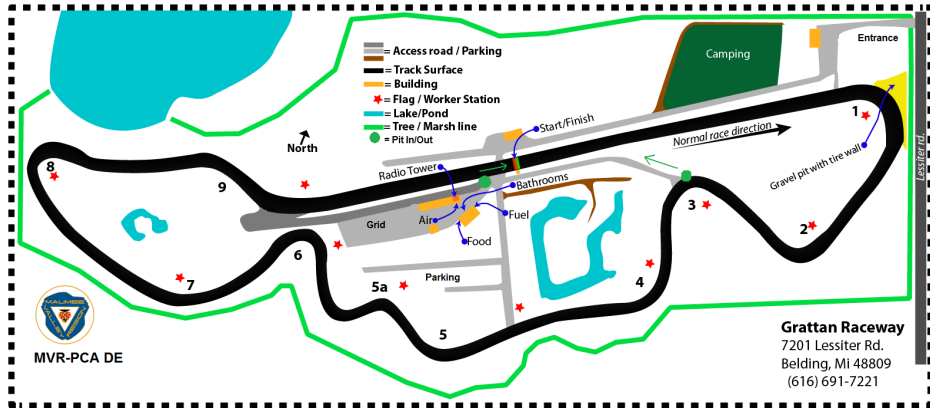 Entrance
= Access road / Parking
= Track Surface
= Building
= Flag / Worker Station
= Lake/Pond
= Tree / Marsh line
= Pit In/Out
Camping
Start/Finish
Normal race direction
1
Gravel pit with tire wall
Lessiter rd.
North
8
9
Radio Tower
Bathrooms
Grid
Air
Fuel
Food
3
2
6
7
5a
Parking
4
5
MAUMEE
VALLEY REGION
MVR-PCA DE
Grattan Raceway
7201 Lessiter Rd.
Belding, Mi 48809
(616) 691-7221